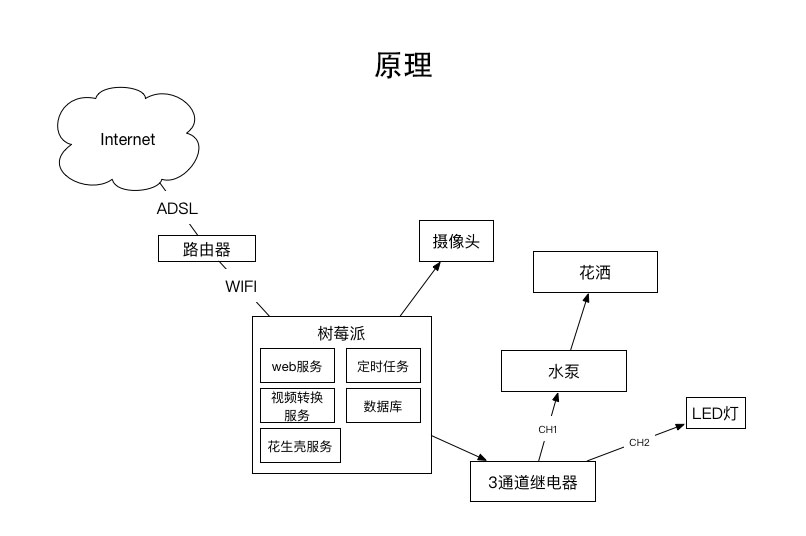 原理
Internet
ADSL
路由器
WIFI
摄像头
花洒
树莓派
web服务
定时任务
视频转换
服务
数据库
花生壳服务
水泵
LED灯
CH1
CH2
3通道继电器